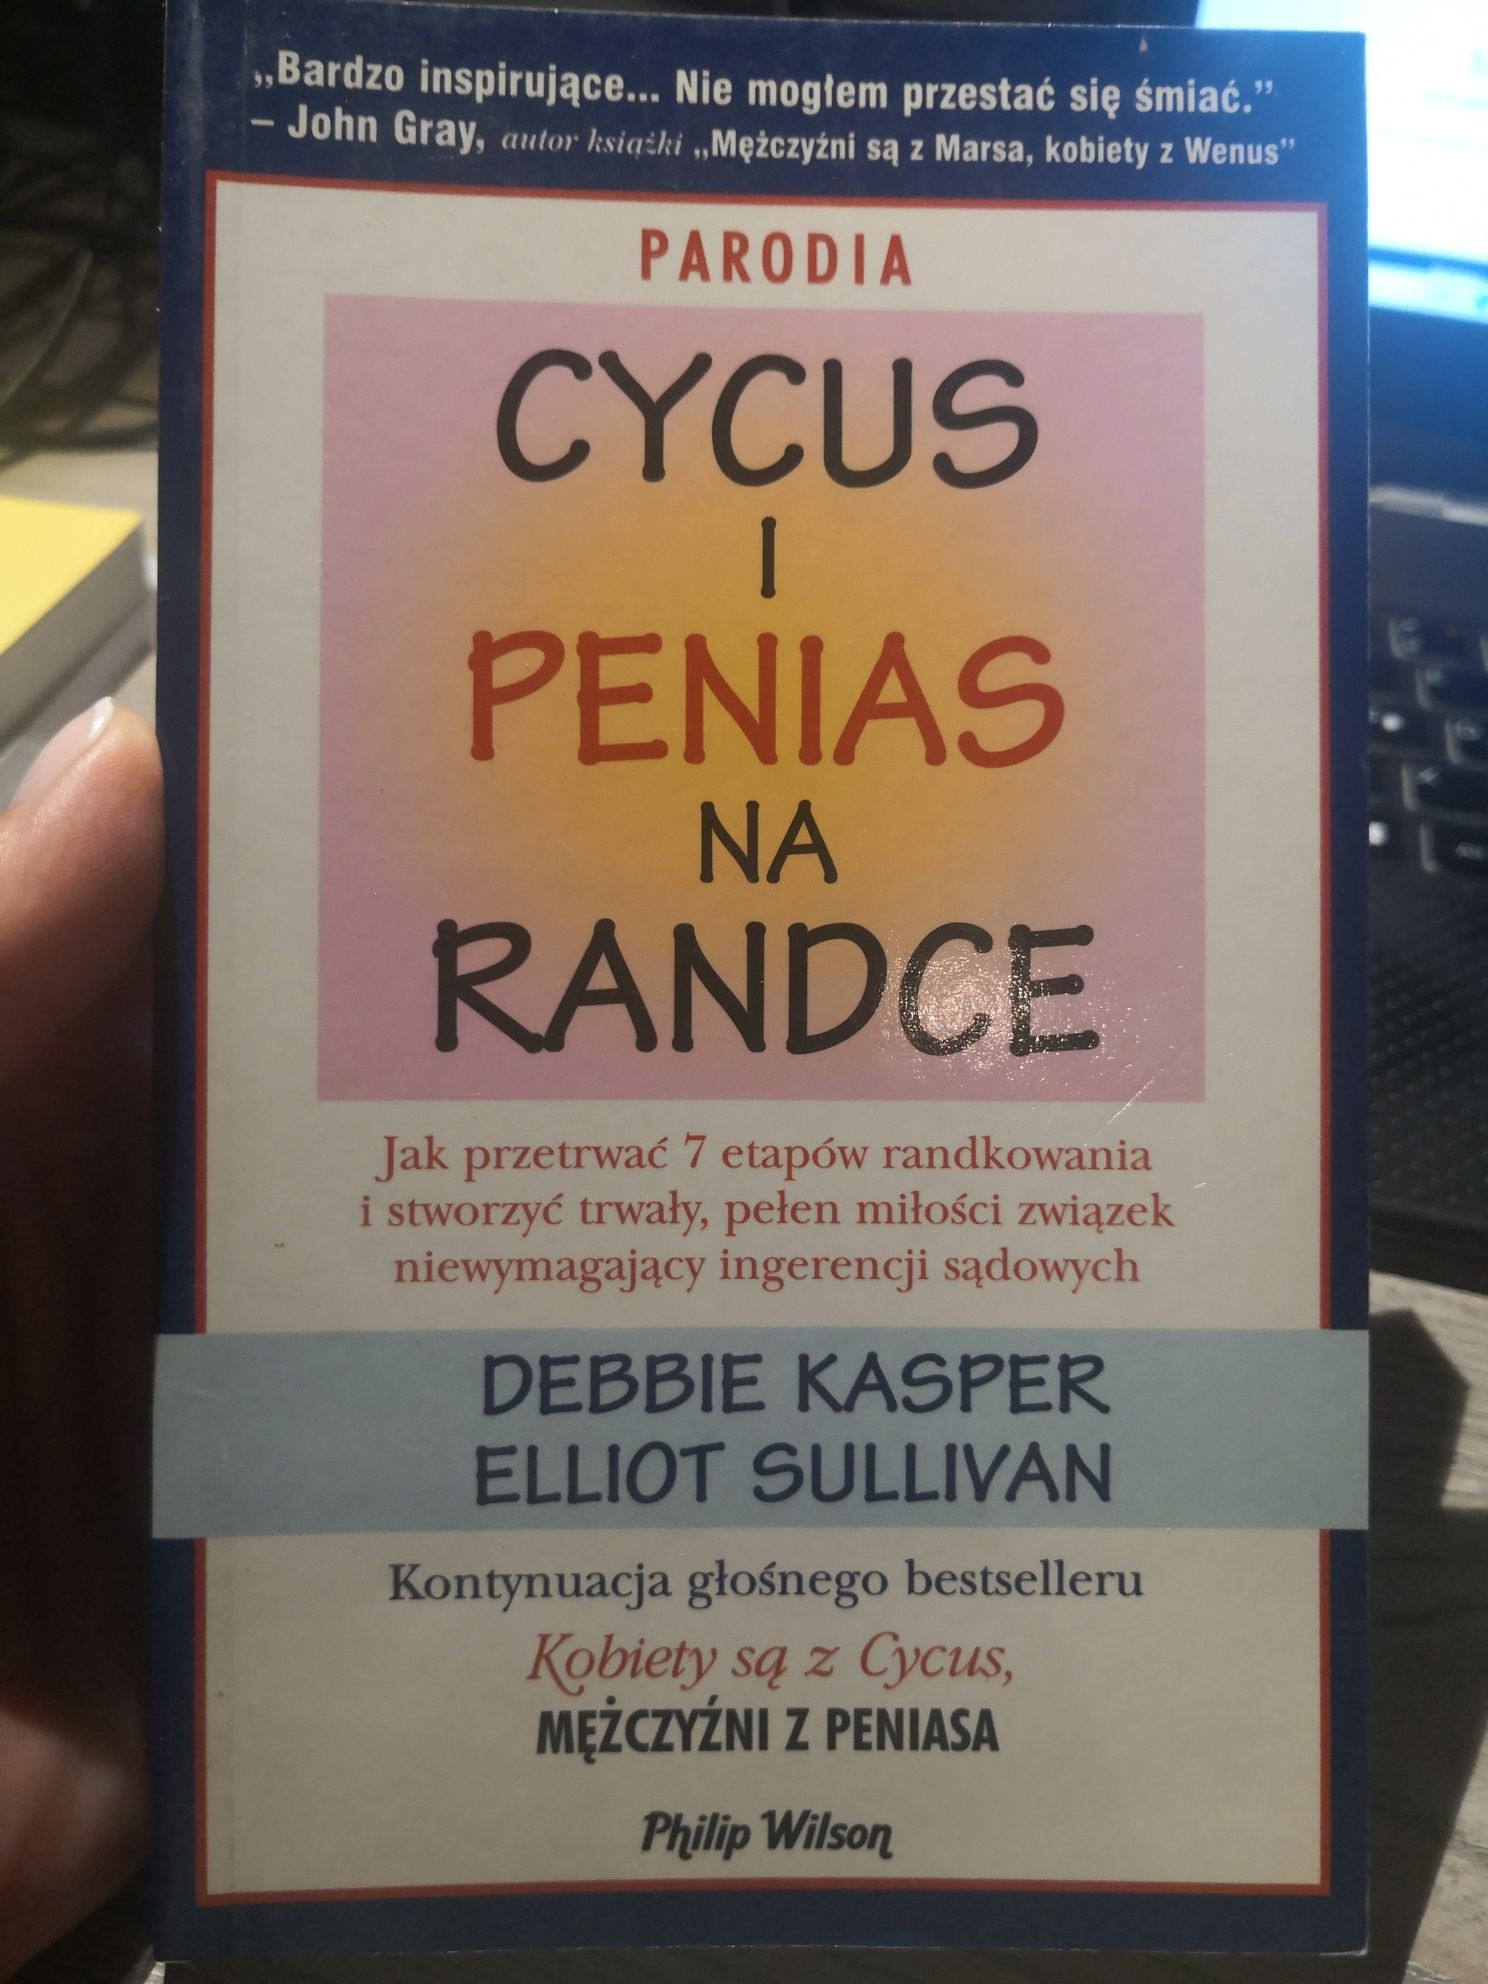 „Bardzo inspirujące... Nie mogłem przestać się śmiać.”
– John Gray, autor książki „Mężczyźni są z Marsa, kobiety z Wenus”
PARODIA
CYCUS
I
PENIAS
NA
RANDCE
Jak przetrwać 7 etapów randkowania
i stworzyć trwały, pełen miłości związek
niewymagający ingerencji sądowych
DEBBIE KASPER
ELLIOT SULLIVAN
Kontynuacja głośnego bestselleru
Kobiety są z Cycus,
MĘŻCZYŹNI Z PENIASA
Philip Wilson